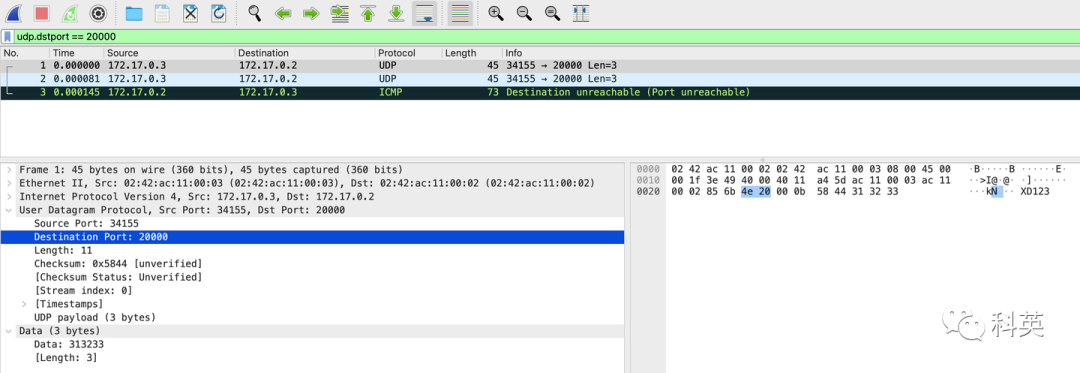 udp.dstport == 20000
No. Time Source Destination Protocol Length Info
1 0.000000 172.17.0.3 172.17.0.2 UDP 45 34155 → 20000 Len=3
2 0.000081 172.17.0.3 172.17.0.2 UDP 45 34155 → 20000 Len=3
3 0.000145 172.17.0.2 172.17.0.3 ICMP 73 Destination unreachable (Port unreachable)
Frame 1: 45 bytes on wire (360 bits), 45 bytes captured (360 bits)
Ethernet II, Src: 02:42:ac:11:00:03 (02:42:ac:11:00:03), Dst: 02:42:ac:11:00:02 (02:42:ac:11:00:02)
Internet Protocol Version 4, Src: 172.17.0.3, Dst: 172.17.0.2
User Datagram Protocol, Src Port: 34155, Dst Port: 20000
Source Port: 34155
Destination Port: 20000
Length: 11
Checksum: 0x5844 [unverified]
[Checksum Status: Unverified]
[Stream index: 0]
[Timestamps]
UDP payload (3 bytes)
Data (3 bytes)
Data: 313233
[Length: 3]
0000 02 42 ac 11 00 02 02 42 ac 11 00 03 08 00 45 00 ·B·····B ······E·
0010 00 1f 3e 49 40 00 40 11 a4 5d ac 11 00 03 ac 11 ··>I@·@· ·]······
0020 00 02 85 6b 4e 20 00 0b 58 44 31 32 33 ···kN ·· XD123
科英